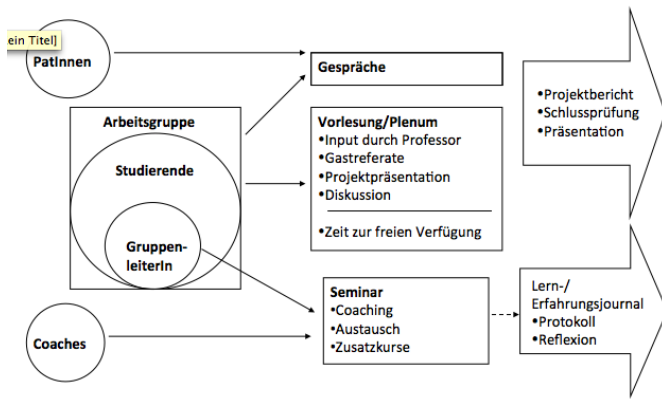 ein Titel]
PatInnen
Gespräche
Arbeitsgruppe
Studierende
Gruppen-
leiterIn
Coaches
Vorlesung/Plenum
•Input durch Professor
•Gastreferate
•Projektpräsentation
•Diskussion
•Zeit zur freien Verfügung
Seminar
•Coaching
•Austausch
•Zusatzkurse
•Projektbericht
•Schlussprüfung
•Präsentation
Lern-/
Erfahrungsjournal
•Protokoll
•Reflexion